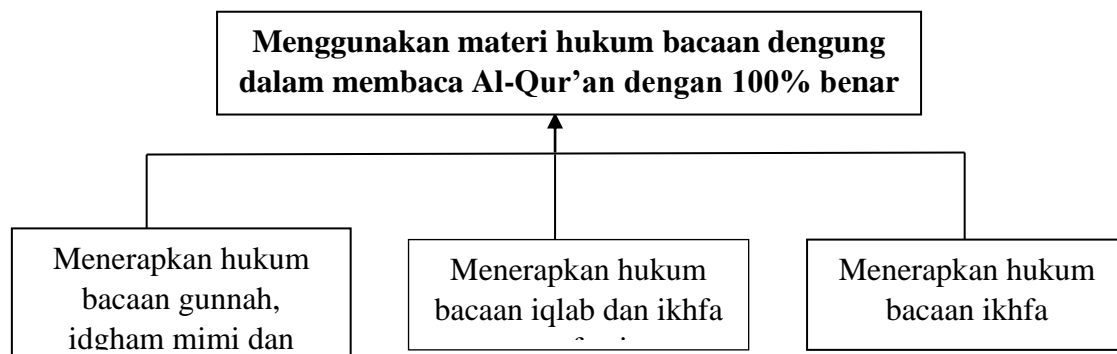 Menggunakan materi hukum bacaan dengung
dalam membaca Al-Qur’an dengan 100% benar
Menerapkan hukum
bacaan gunnah,
idgham mimi dan
Menerapkan hukum
bacaan iqlab dan ikhfa
Menerapkan hukum
bacaan ikhfa